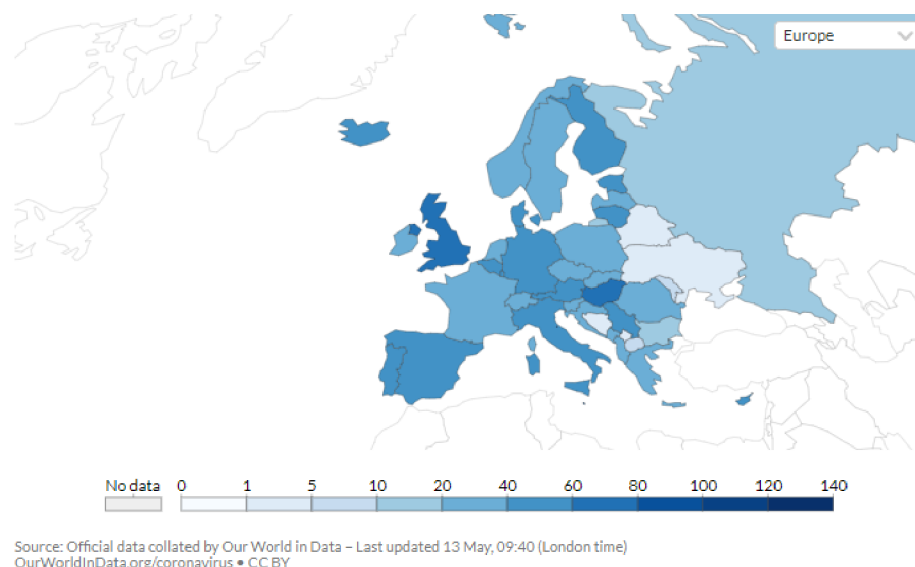 Europe
No data 0 1 5 10 20 40 60 80 100 120 140
Source: Official data collated by Our World in Data – Last updated 13 May, 09:40 (London time)
OurWorldInData.org/coronavirus • CC BY